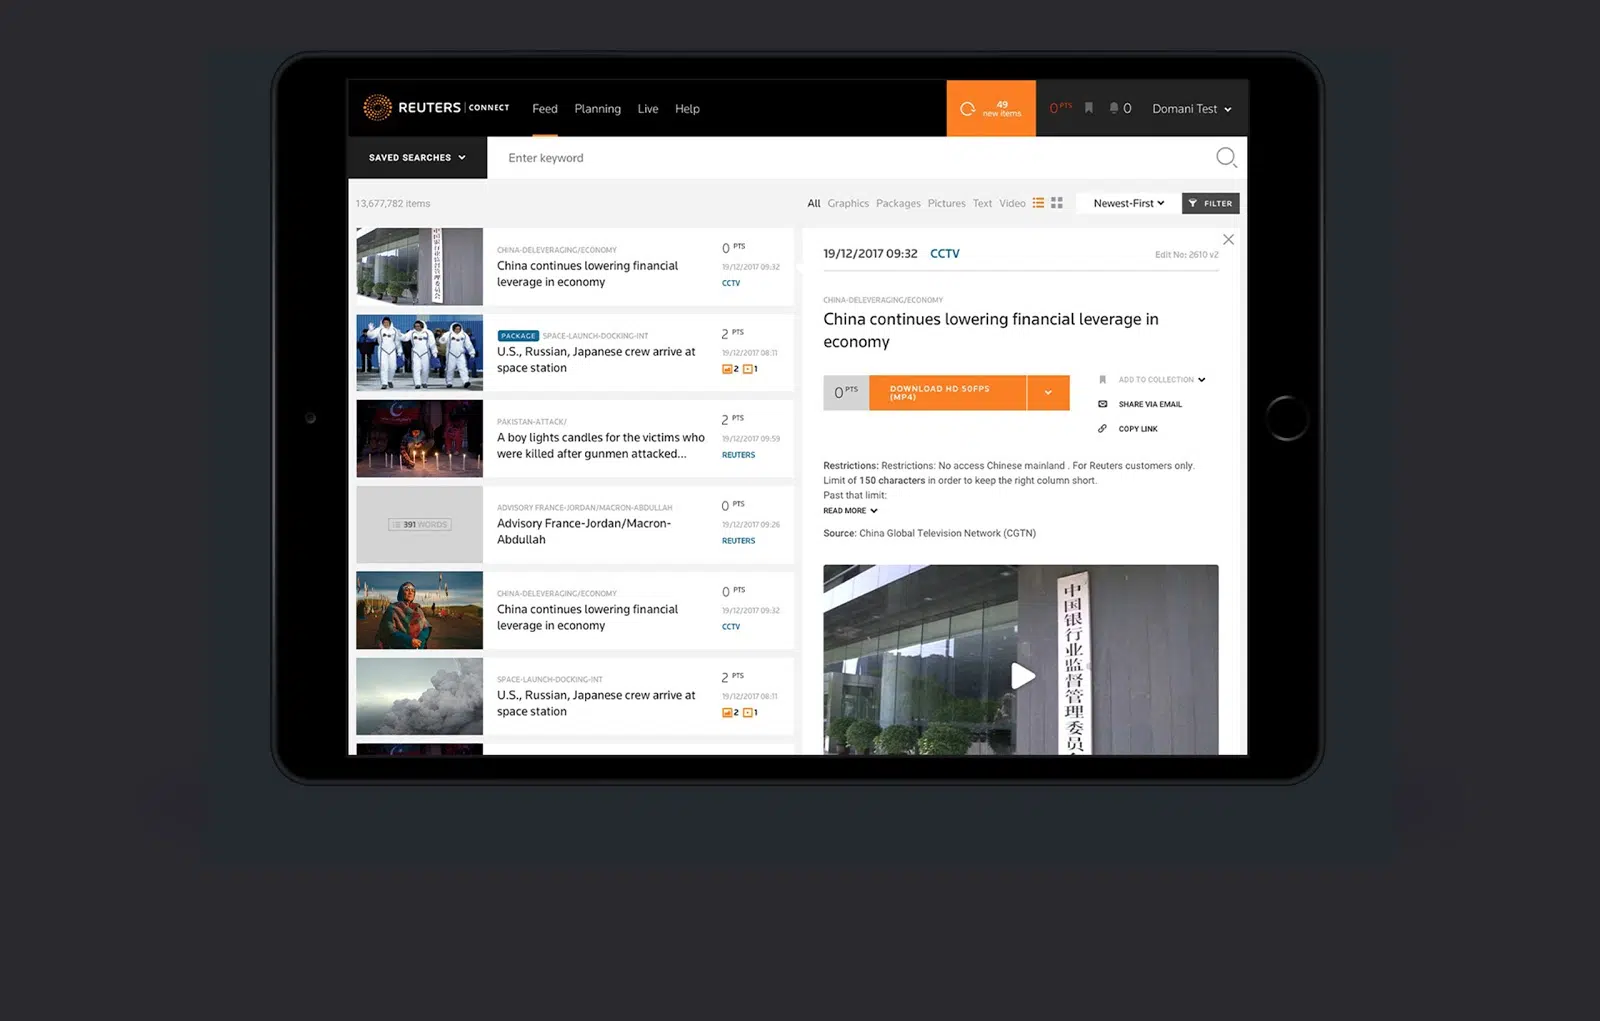 REUTERS CONNECT
Feed Planning Live Help
49
new items
0 PTS
0
Domani Test
SAVED SEARCHES
Enter keyword
13,677,782 items
All Graphics Packages Pictures Text Video
Newest-First
FILTER
CHINA-DELEVERAGING/ECONOMY
China continues lowering financial
leverage in economy
0 PTS
19/12/2017 09:32
CCTV
PACKAGE SPACE-LAUNCH-DOCKING-INT
U.S., Russian, Japanese crew arrive at
space station
2 PTS
19/12/2017 08:11
2 1
PAKISTAN-ATTACK/
A boy lights candles for the victims who
were killed after gunmen attacked...
2 PTS
19/12/2017 09:59
REUTERS
391 WORDS
ADVISORY FRANCE-JORDAN/MACRON-ABDULLAH
Advisory France-Jordan/Macron-
Abdullah
0 PTS
19/12/2017 09:26
REUTERS
CHINA-DELEVERAGING/ECONOMY
China continues lowering financial
leverage in economy
0 PTS
19/12/2017 09:32
CCTV
SPACE-LAUNCH-DOCKING-INT
U.S., Russian, Japanese crew arrive at
space station
2 PTS
19/12/2017 08:11
2 1
19/12/2017 09:32 CCTV
Edit No: 2610 v2
CHINA-DELEVERAGING/ECONOMY
China continues lowering financial leverage in
economy
0 PTS
DOWNLOAD HD 50FPS
(MP4)
ADD TO COLLECTION
SHARE VIA EMAIL
COPY LINK
Restrictions: Restrictions: No access Chinese mainland . For Reuters customers only.
Limit of 150 characters in order to keep the right column short.
Past that limit:
READ MORE
Source: China Global Television Network (CGTN)
中国银行业监督管理委员